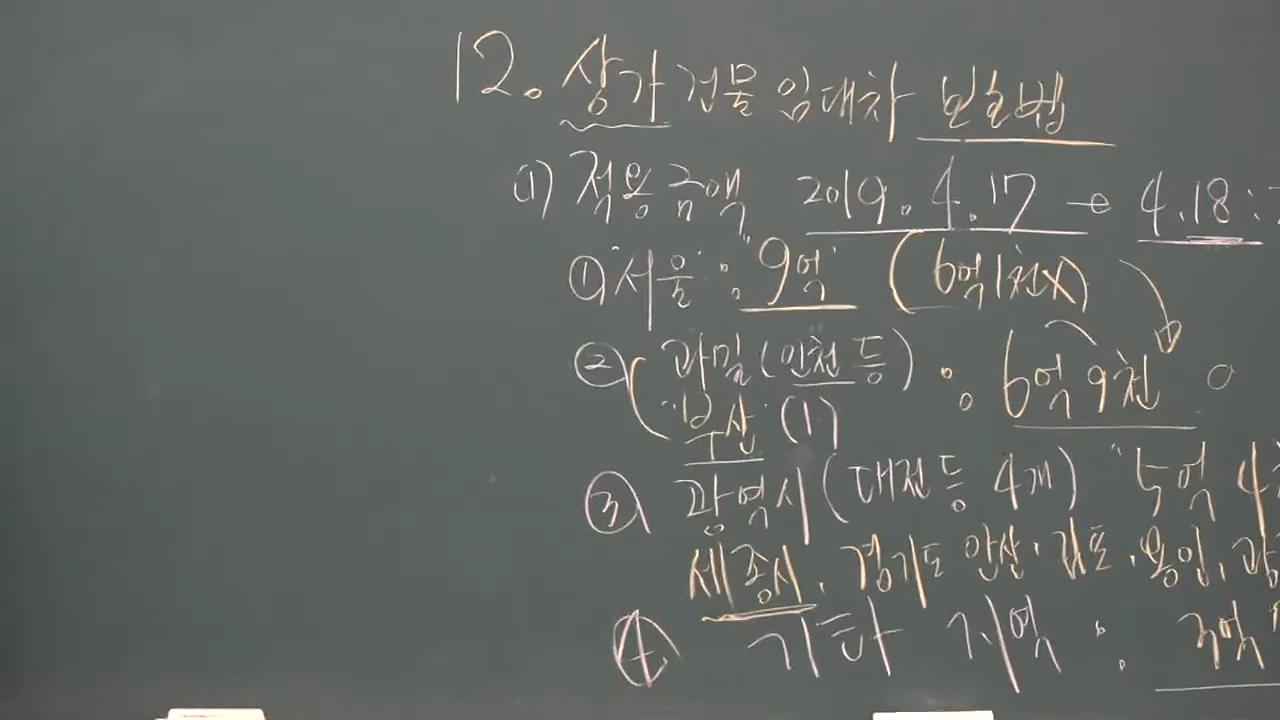 12. 상가건물 임대차 보호법
1) 적용금액 2019.4.17 → 4.18:
① "서울" : "9억" (6억1천X)
② 과밀(인천 등) : 6억9천 0
"부산" (1)
③ 광역시(대전등 4개) "5억 4
세종시, 경기도 안산·김포·용인, 광
④ 기타 지역 : 3억